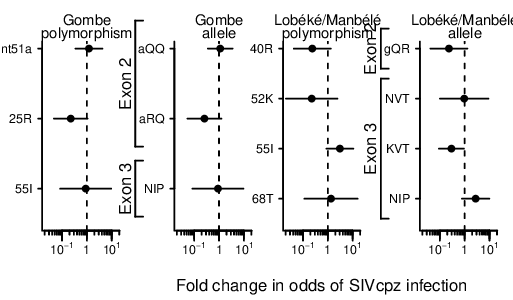 Gombe
polymorphism
Gombe
allele
Lobéké/Manbélé
polymorphism
Lobéké/Manbélé
allele
nt51a
25R
55I
Exon 2
Exon 3
aQQ
aRQ
NIP
40R
52K
55I
68T
Exon 2
Exon 3
gQR
NVT
KVT
NIP
10⁻¹ 1 10¹
10⁻¹ 1 10¹
10⁻¹ 1 10¹
10⁻¹ 1 10¹
Fold change in odds of SIVcpz infection